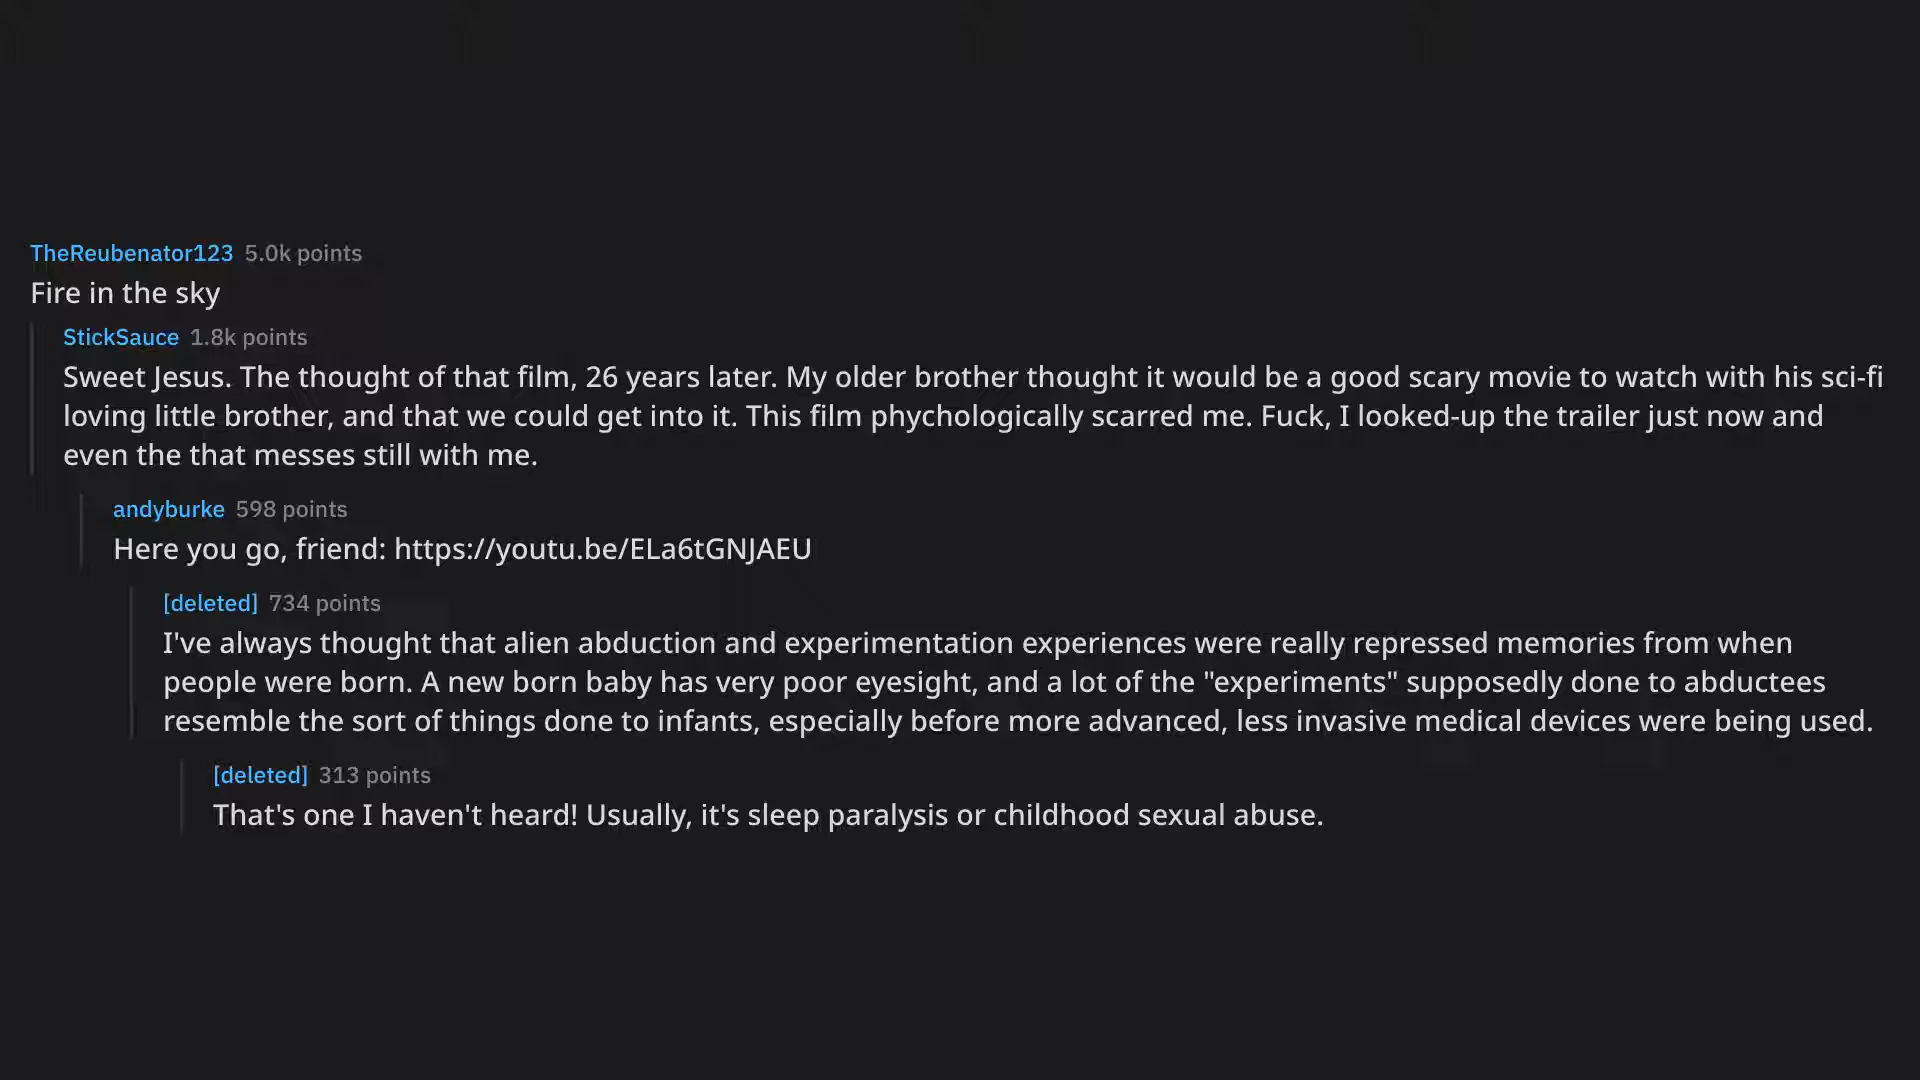 TheReubenator123 5.0k points
Fire in the sky
StickSauce 1.8k points
Sweet Jesus. The thought of that film, 26 years later. My older brother thought it would be a good scary movie to watch with his sci-fi
loving little brother, and that we could get into it. This film phychologically scarred me. Fuck, I looked-up the trailer just now and
even the that messes still with me.
andyburke 598 points
Here you go, friend: https://youtu.be/ELa6tGNJAEU
[deleted] 734 points
I've always thought that alien abduction and experimentation experiences were really repressed memories from when
people were born. A new born baby has very poor eyesight, and a lot of the "experiments" supposedly done to abductees
resemble the sort of things done to infants, especially before more advanced, less invasive medical devices were being used.
[deleted] 313 points
That's one I haven't heard! Usually, it's sleep paralysis or childhood sexual abuse.